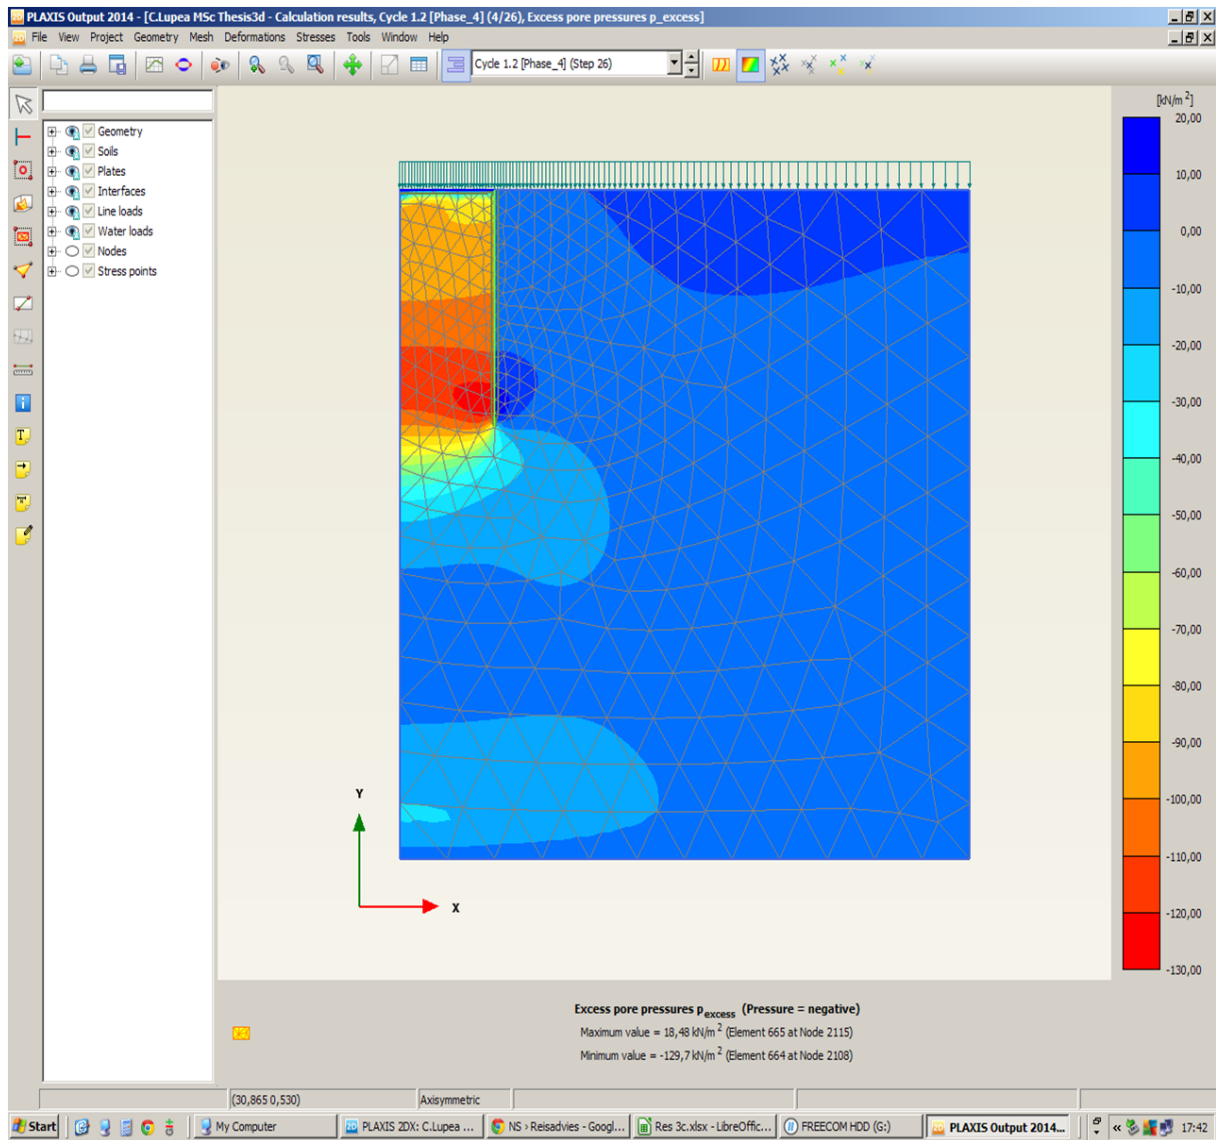 PLAXIS Output 2014 - [C.Lupea MSc Thesis3d - Calculation results, Cycle 1.2 [Phase_4] (4/26), Excess pore pressures p_excess]
File View Project Geometry Mesh Deformations Stresses Tools Window Help
Cycle 1.2 [Phase_4] (Step 26)
Geometry
Soils
Plates
Interfaces
Line loads
Water loads
Nodes
Stress points
[kN/m²]
20,00
10,00
0,00
-10,00
-20,00
-30,00
-40,00
-50,00
-60,00
-70,00
-80,00
-90,00
-100,00
-110,00
-120,00
-130,00
Y
X
Excess pore pressures p_excess (Pressure = negative)
Maximum value = 18,48 kN/m² (Element 665 at Node 2115)
Minimum value = -129,7 kN/m² (Element 664 at Node 2108)
(30,865 0,530) Axisymmetric
Start My Computer PLAXIS 2DX: C.Lupea ... NS > Reisadvies - Googl... Res 3c.xlsx - LibreOffic... FREECOM HDD (G:) PLAXIS Output 2014... « 17:42